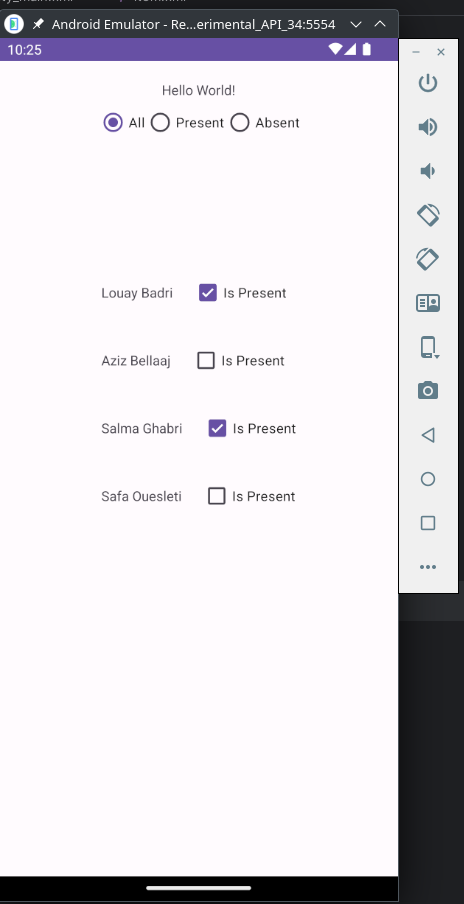 Android Emulator - Re...erimental_API_34:5554
10:25
Hello World!
All Present Absent
Louay Badri Is Present
Aziz Bellaaj Is Present
Salma Ghabri Is Present
Safa Ouesleti Is Present